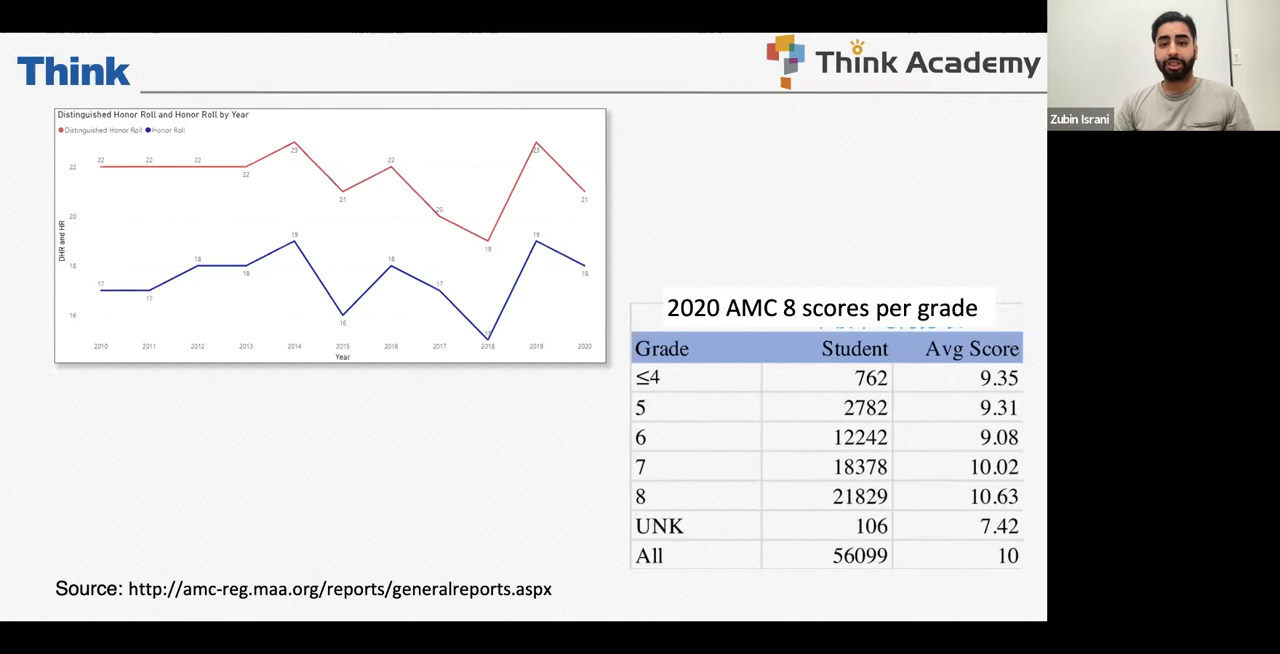 Think
Think Academy
Zubin Israni
Distinguished Honor Roll and Honor Roll by Year
Distinguished Honor Roll Honor Roll
22 22 22 22 23 21 22 20 19 23 21
17 17 18 18 19 16 18 17 15 19 18
22
20
18
16
DHR and HR
2010 2011 2012 2013 2014 2015 2016 2017 2018 2019 2020
Year
2020 AMC 8 scores per grade
Grade Student Avg Score
≤4 762 9.35
5 2782 9.31
6 12242 9.08
7 18378 10.02
8 21829 10.63
UNK 106 7.42
All 56099 10
Source: http://amc-reg.maa.org/reports/generalreports.aspx